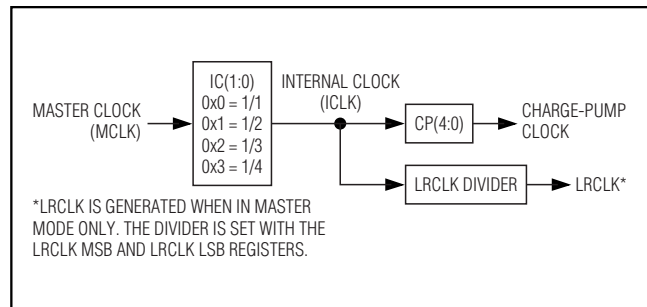 IC(1:0)
0x0 = 1/1
0x1 = 1/2
0x2 = 1/3
0x3 = 1/4
MASTER CLOCK
(MCLK)
INTERNAL CLOCK
(ICLK)
CP(4:0)
CHARGE-PUMP
CLOCK
LRCLK DIVIDER
LRCLK*
*LRCLK IS GENERATED WHEN IN MASTER
MODE ONLY. THE DIVIDER IS SET WITH THE
LRCLK MSB AND LRCLK LSB REGISTERS.